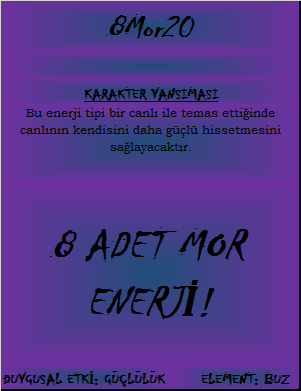 8Mor20
KARAKTER YANSIMASI
Bu enerji tipi bir canlı ile temas ettiğinde
canlının kendisini daha güçlü hissetmesini
sağlayacaktır.
8 ADET MOR
ENERJİ!
DUYGUSAL ETKİ: GÜÇLÜLÜK ELEMENT: BUZ